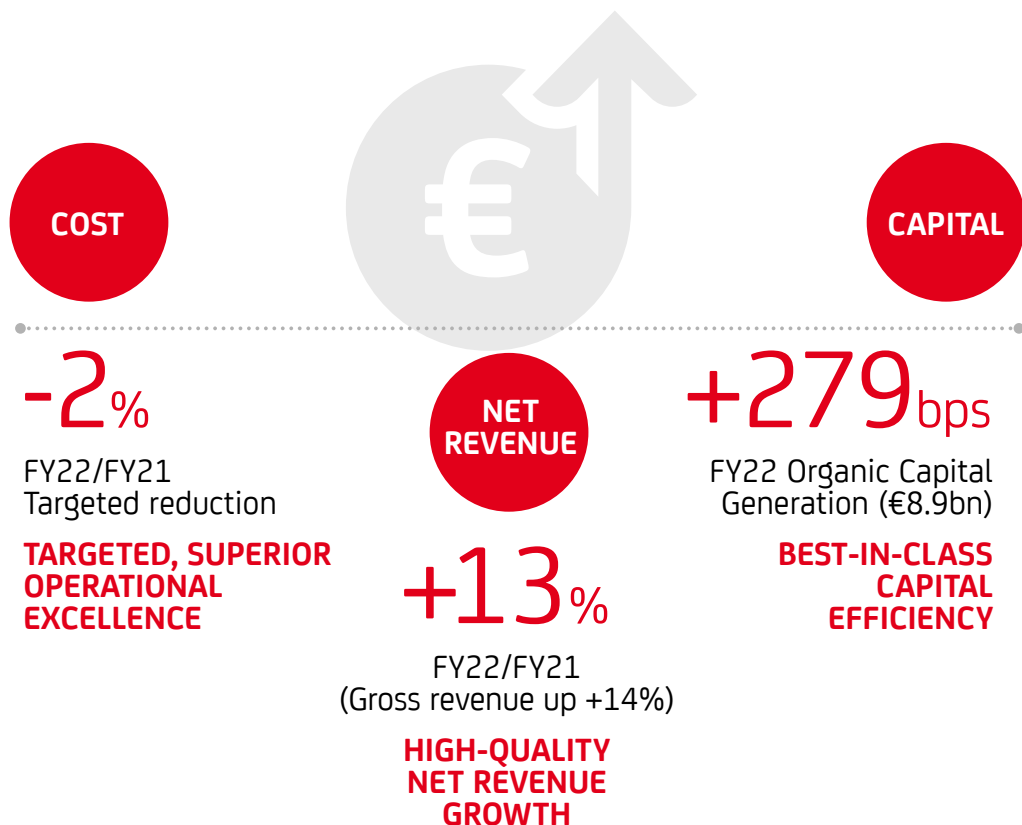 €
COST
-2%
FY22/FY21
Targeted reduction
TARGETED, SUPERIOR
OPERATIONAL
EXCELLENCE
NET
REVENUE
+13%
FY22/FY21
(Gross revenue up +14%)
HIGH-QUALITY
NET REVENUE
GROWTH
CAPITAL
+279bps
FY22 Organic Capital
Generation (€8.9bn)
BEST-IN-CLASS
CAPITAL
EFFICIENCY